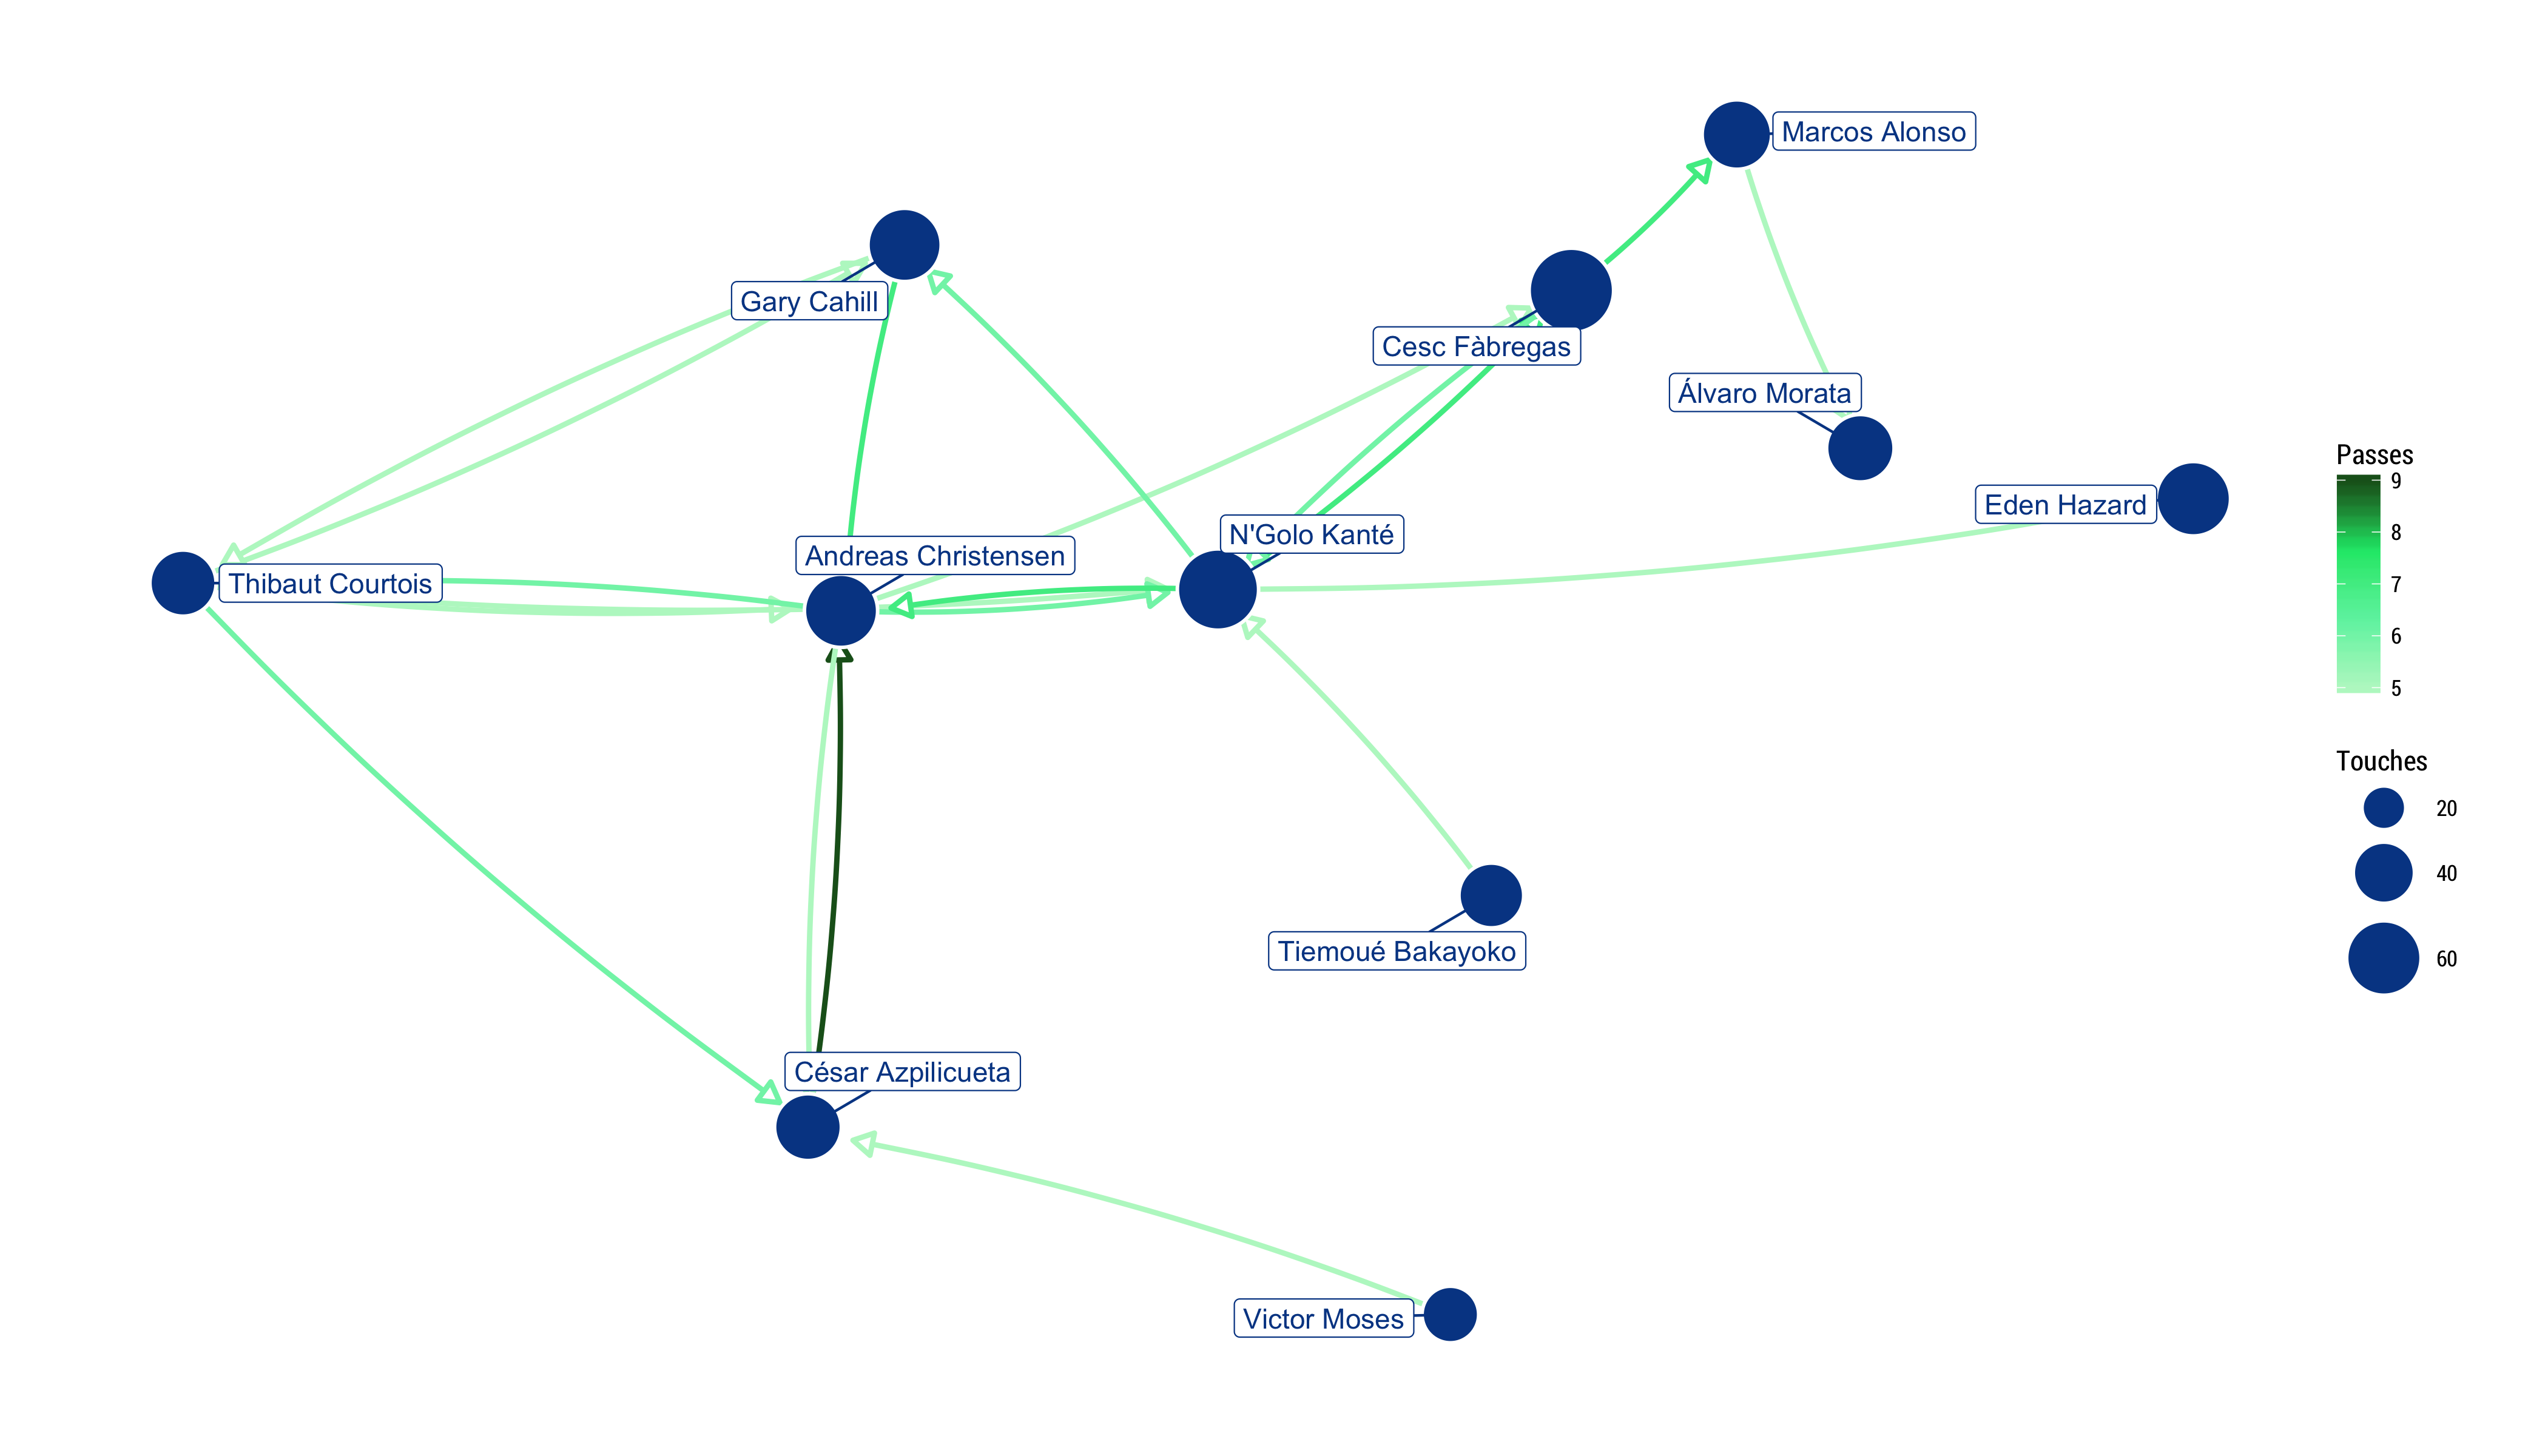 Marcos Alonso
Gary Cahill
Cesc Fàbregas
Álvaro Morata
Eden Hazard
N'Golo Kanté
Andreas Christensen
Thibaut Courtois
Tiemoué Bakayoko
César Azpilicueta
Victor Moses
Passes
9
8
7
6
5
Touches
20
40
60